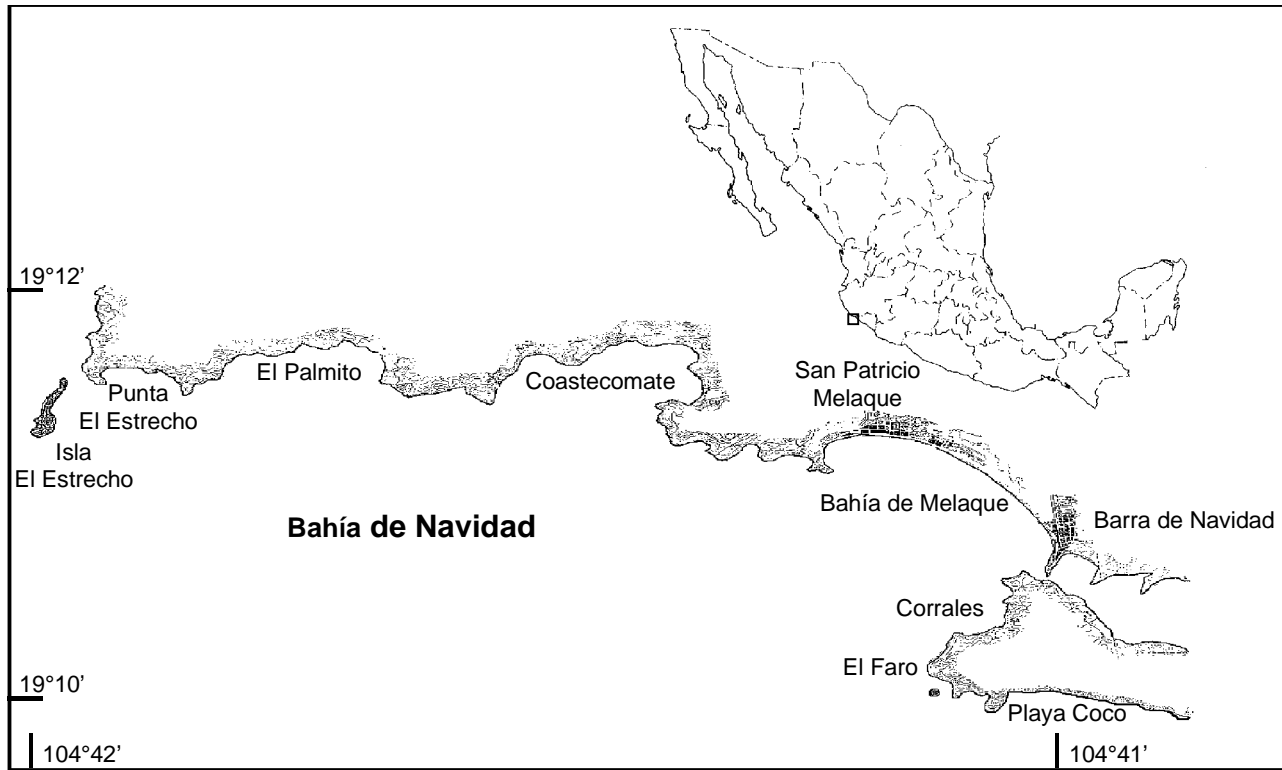 19°12’
El Palmito
Punta
El Estrecho
Isla
El Estrecho
Coastecomate
San Patricio
Melaque
Bahía de Melaque
Barra de Navidad
Bahía de Navidad
Corrales
El Faro
19°10’
Playa Coco
104°42’
104°41’